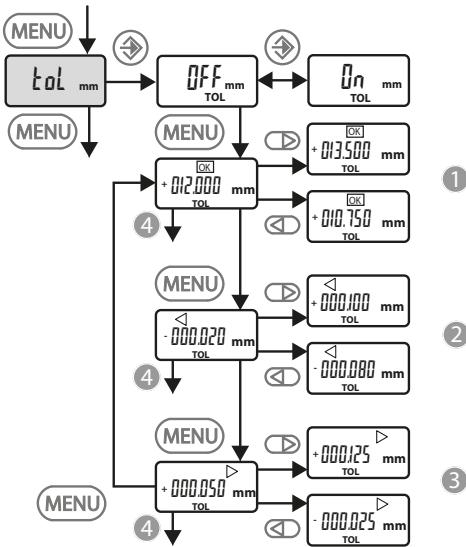 MENU
toL mm
OFF mm
TOL
On mm
TOL
MENU
MENU
OK
+ 013.500 mm
TOL
1
OK
+ 012.000 mm
TOL
OK
+ 010.750 mm
TOL
4
MENU
+ 000.100 mm
TOL
2
- 000.020 mm
TOL
- 000.080 mm
TOL
4
MENU
+ 000.125 mm
TOL
3
+ 000.050 mm
TOL
MENU
- 000.025 mm
TOL
4